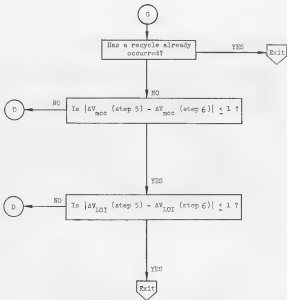 G
Has a recycle already
occurred?
YES
Exit
NO
NO
D
Is |ΔV_mcc (step 5) - ΔV_mcc (step 6)| ≤ 1 ?
YES
NO
D
Is |ΔV_LOI (step 5) - ΔV_LOI (step 6)| ≤ 1 ?
YES
Exit